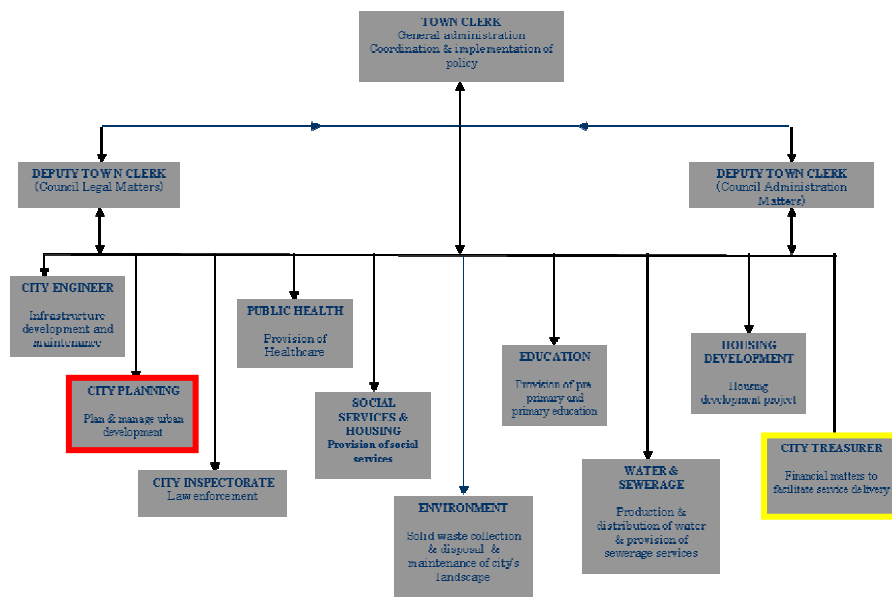 TOWN CLERK
General administration
Coordination & implementation of
policy
DEPUTY TOWN CLERK
(Council Legal Matters)
DEPUTY TOWN CLERK
(Council Administration
Matters)
CITY ENGINEER
Infrastructure
development and
maintenance
CITY PLANNING
Plan & manage urban
development
CITY INSPECTORATE
Law enforcement
PUBLIC HEALTH
Provision of
Healthcare
SOCIAL
SERVICES &
HOUSING
Provision of social
services
ENVIRONMENT
Solid waste collection
& disposal &
maintenance of city's
landscape
EDUCATION
Provision of pre
primary and
primary education
WATER &
SEWERAGE
Production &
distribution of water
& provision of
sewerage services
HOUSING
DEVELOPMENT
Housing
development project
CITY TREASURER
Financial matters to
facilitate service delivery